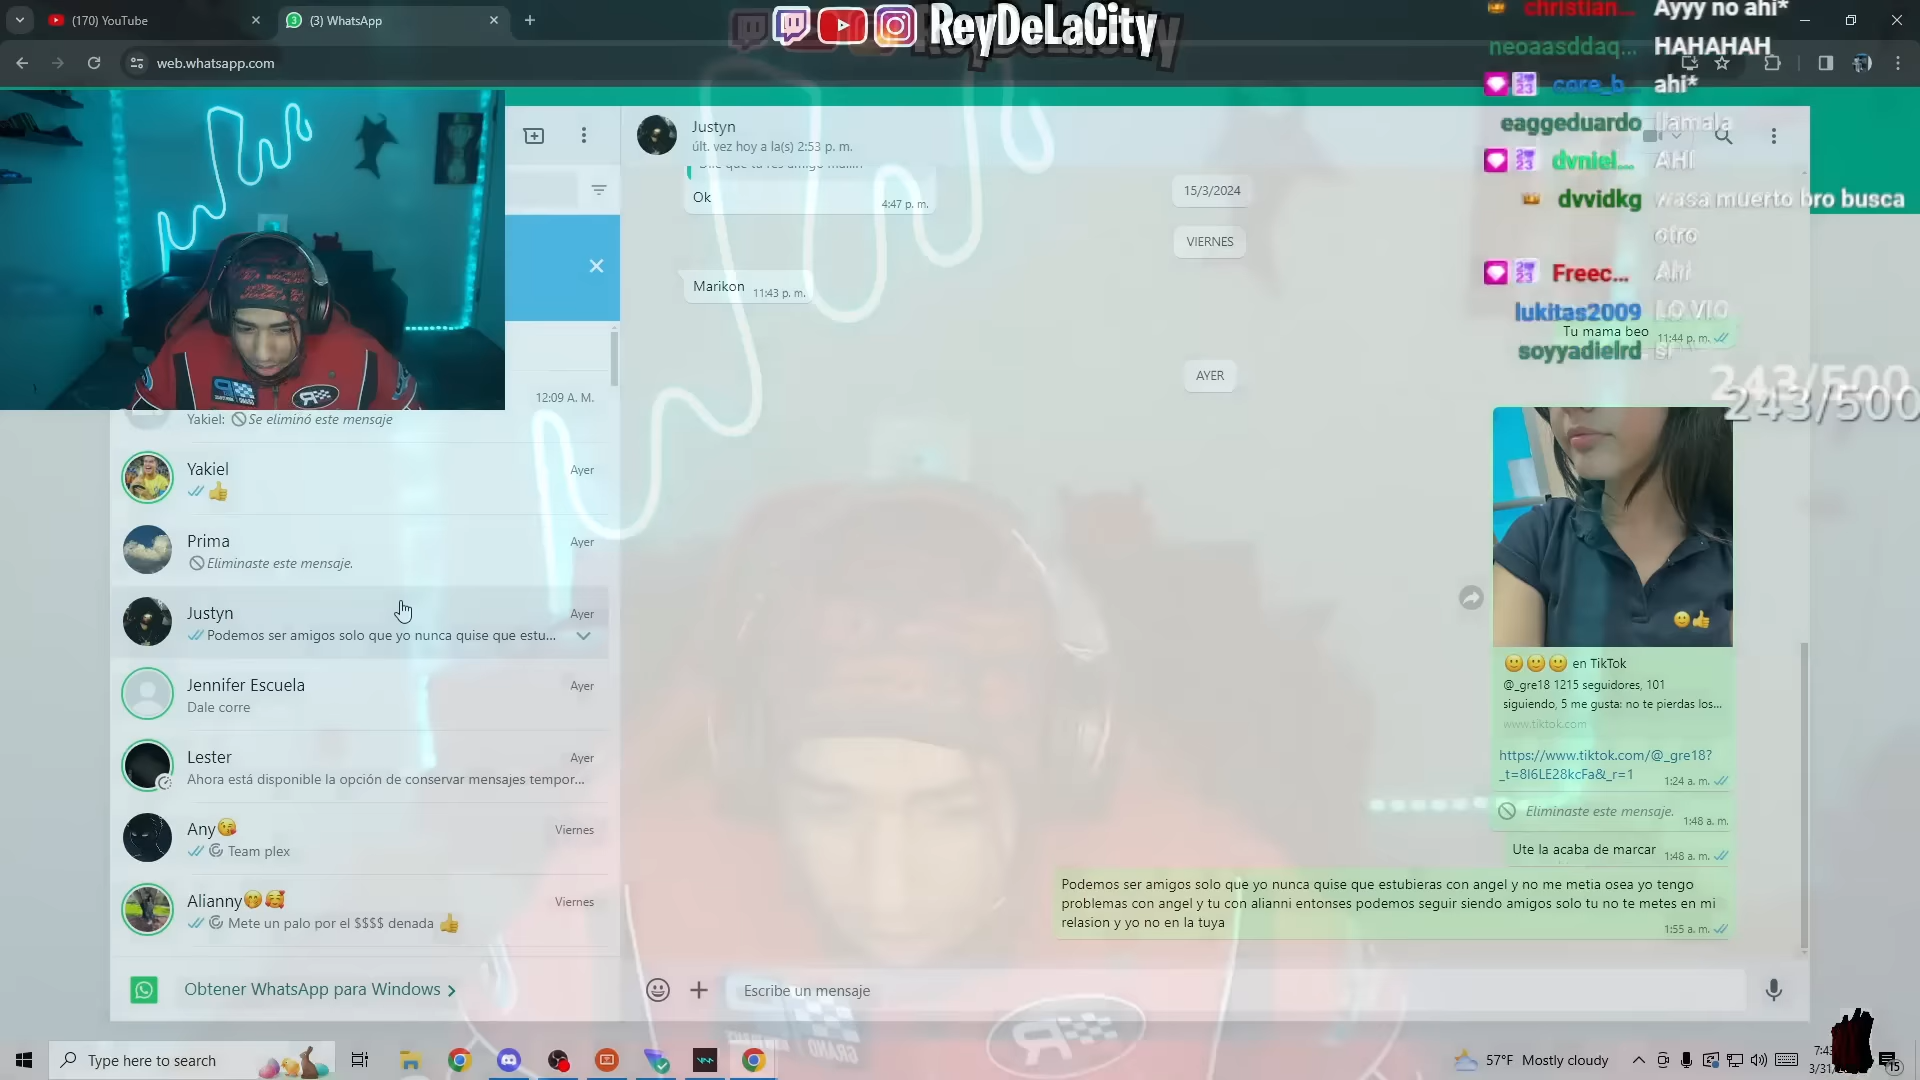 (170) YouTube
3 (3) WhatsApp
web.whatsapp.com
ReyDeLaCity
christian... Ayyy no ahi*
neoaasddaq... HAHAHAH
core_b... ahi*
eaggeduardo llamala
dvniel... AHI
dvvidkg wasa muerto bro busca
otro
Freec... Ahi
lukitas2009 LO VIO
soyyadielrd
243/500
243/500
Justyn
últ. vez hoy a la(s) 2:53 p. m.
Ok
4:47 p. m.
15/3/2024
VIERNES
Marikon 11:43 p. m.
Tu mama beo 11:44 p. m.
AYER
12:09 A. M.
Yakiel: Se eliminó este mensaje
Yakiel Ayer
👍
Prima Ayer
Eliminaste este mensaje.
Justyn Ayer
Podemos ser amigos solo que yo nunca quise que estu...
Jennifer Escuela Ayer
Dale corre
Lester Ayer
Ahora está disponible la opción de conservar mensajes tempor...
Any😘 Viernes
Team plex
Alianny🤭🥰 Viernes
Mete un palo por el $$$$ denada 👍
Obtener WhatsApp para Windows
🙂👍
🙂🙂🙂 en TikTok
@_gre18 1215 seguidores, 101
siguiendo, 5 me gusta: no te pierdas los...
www.tiktok.com
https://www.tiktok.com/@_gre18?
_t=8l6LE28kcFa&_r=1 1:24 a. m.
Eliminaste este mensaje. 1:48 a. m.
Ute la acaba de marcar 1:48 a. m.
Podemos ser amigos solo que yo nunca quise que estubieras con angel y no me metia osea yo tengo
problemas con angel y tu con alianni entonses podemos seguir siendo amigos solo tu no te metes en mi
relasion y yo no en la tuya
1:55 a. m.
Escribe un mensaje
Type here to search
57°F Mostly cloudy
15